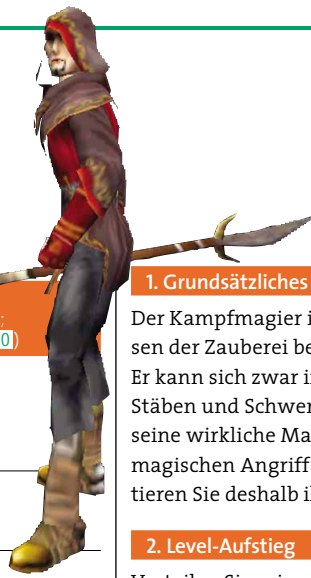 ;
0)
1. Grundsätzliches
Der Kampfmagier i
sen der Zauberei be
Er kann sich zwar i
Stäben und Schwer
seine wirkliche Ma
magischen Angriff
tieren Sie deshalb i
2. Level-Aufstieg